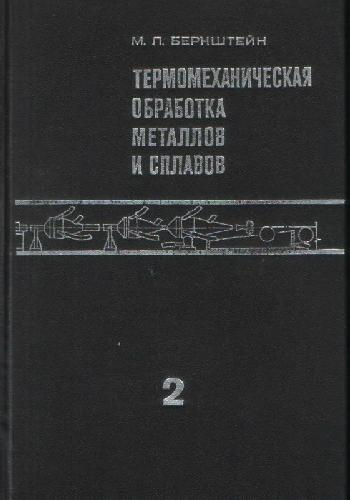 М. Л. БЕРНШТЕЙН
ТЕРМОМЕХАНИЧЕСКАЯ
ОБРАБОТКА
МЕТАЛЛОВ
И СПЛАВОВ
2